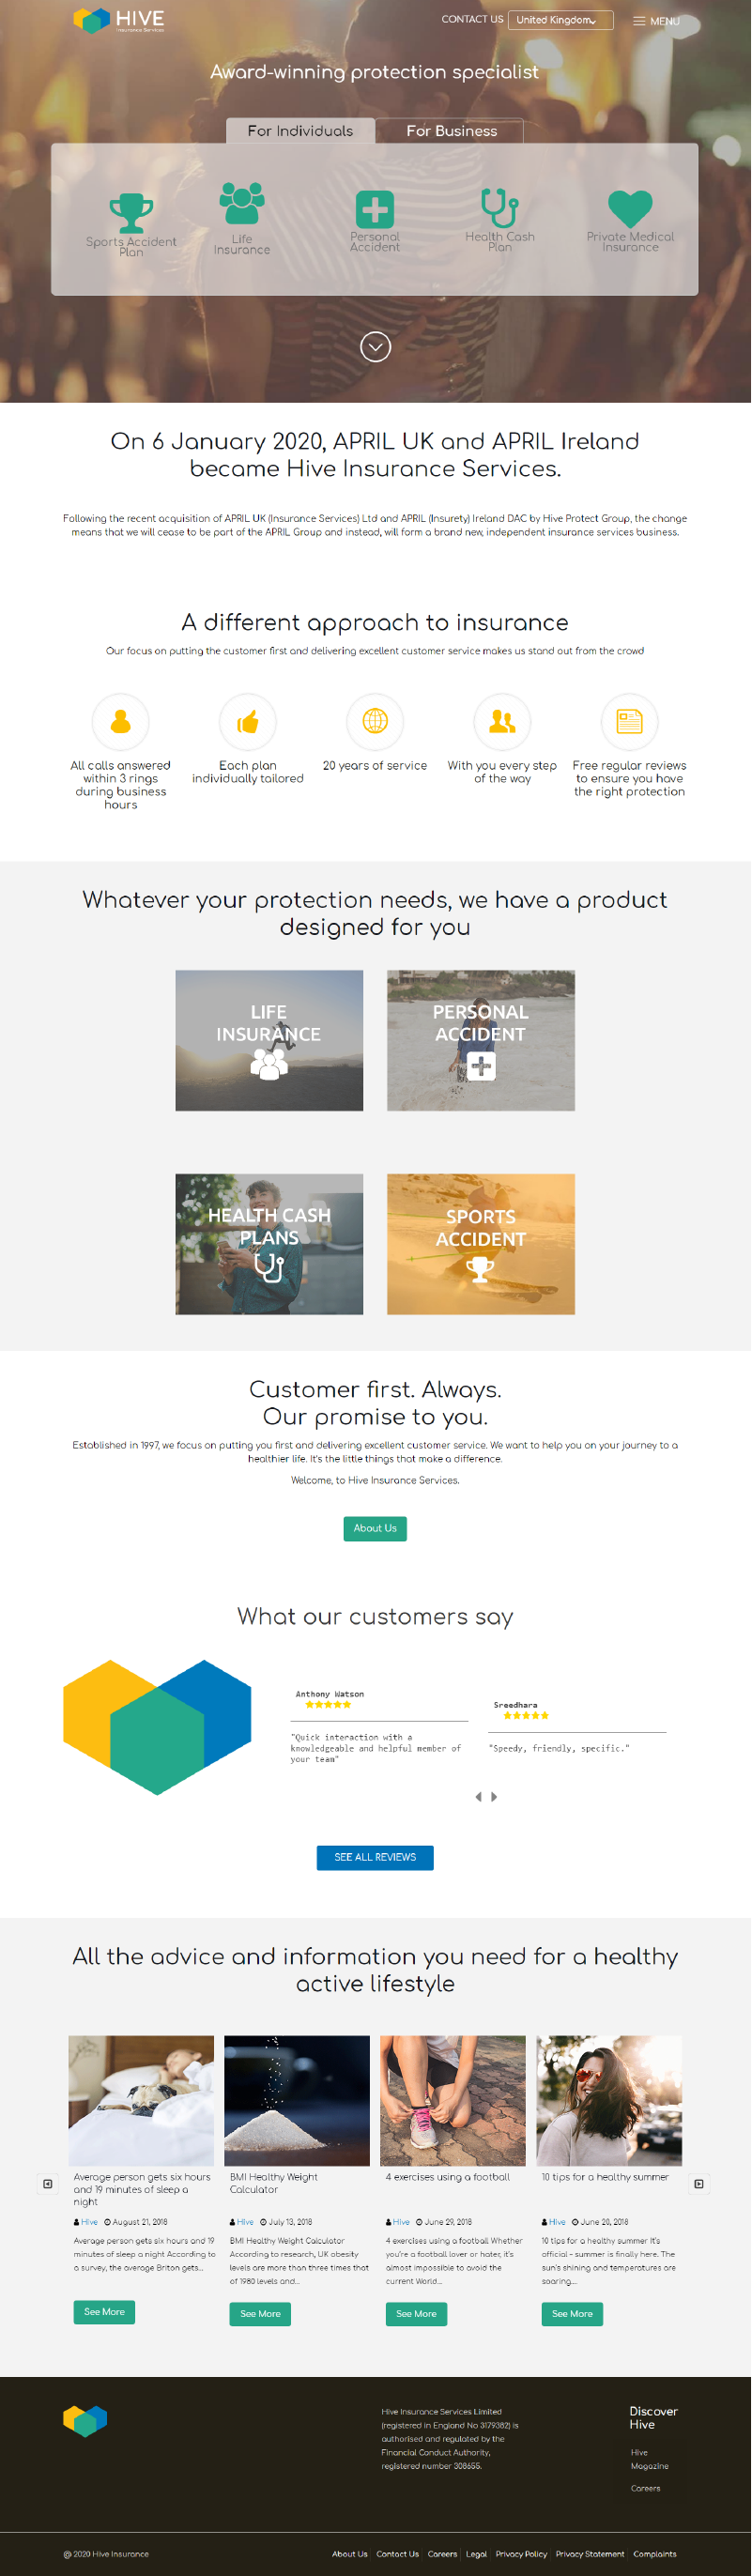 HIVE
Insurance Services
CONTACT US
United Kingdom
MENU
Award-winning protection specialist
For Individuals
For Business
Sports Accident
Plan
Life
Insurance
Personal
Accident
Health Cash
Plan
Private Medical
Insurance
On 6 January 2020, APRIL UK and APRIL Ireland
became Hive Insurance Services.
Following the recent acquisition of APRIL UK (Insurance Services) Ltd and APRIL (Insurety) Ireland DAC by Hive Protect Group, the change
means that we will cease to be part of the APRIL Group and instead, will form a brand new, independent insurance services business.
A different approach to insurance
Our focus on putting the customer first and delivering excellent customer service makes us stand out from the crowd
All calls answered
within 3 rings
during business
hours
Each plan
individually tailored
20 years of service
With you every step
of the way
Free regular reviews
to ensure you have
the right protection
Whatever your protection needs, we have a product
designed for you
LIFE
INSURANCE
PERSONAL
ACCIDENT
HEALTH CASH
PLANS
SPORTS
ACCIDENT
Customer first. Always.
Our promise to you.
Established in 1997, we focus on putting you first and delivering excellent customer service. We want to help you on your journey to a
healthier life. It's the little things that make a difference.
Welcome, to Hive Insurance Services.
About Us
What our customers say
Anthony Watson
"Quick interaction with a
knowledgeable and helpful member of
your team"
Sreedhara
"Speedy, friendly, specific."
SEE ALL REVIEWS
All the advice and information you need for a healthy
active lifestyle
Average person gets six hours
and 19 minutes of sleep a
night
Hive August 21, 2018
Average person gets six hours and 19
minutes of sleep a night According to
a survey, the average Briton gets...
See More
BMI Healthy Weight
Calculator
Hive July 13, 2018
BMI Healthy Weight Calculator
According to research, UK obesity
levels are more than three times that
of 1980 levels and...
See More
4 exercises using a football
Hive June 29, 2018
4 exercises using a football Whether
you're a football lover or hater, it's
almost impossible to avoid the
current World...
See More
10 tips for a healthy summer
Hive June 20, 2018
10 tips for a healthy summer It's
official – summer is finally here. The
sun's shining and temperatures are
soaring....
See More
Hive Insurance Services Limited
(registered in England No 3179382) is
authorised and regulated by the
Financial Conduct Authority,
registered number 308655.
Discover
Hive
Hive
Magazine
Careers
@ 2020 Hive Insurance
About Us Contact Us Careers Legal Privacy Policy Privacy Statement Complaints